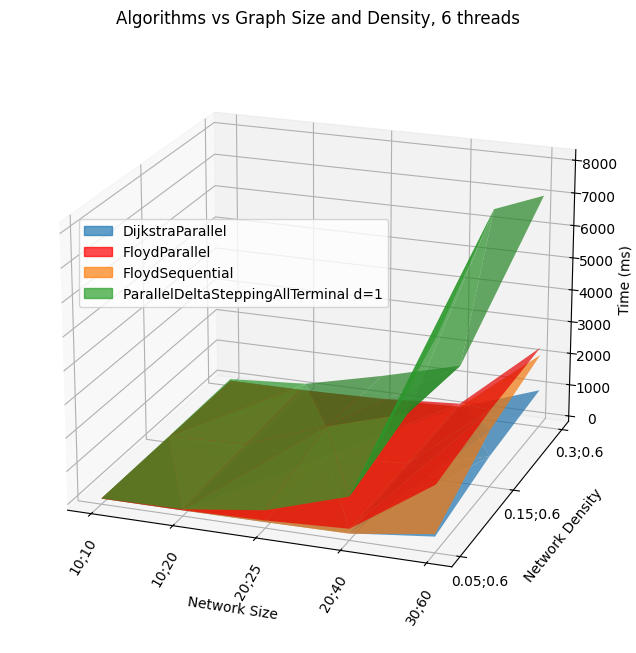 Algorithms vs Graph Size and Density, 6 threads
DijkstraParallel
FloydParallel
FloydSequential
ParallelDeltaSteppingAllTerminal d=1
8000
7000
6000
5000
4000
3000
2000
1000
0
Time (ms)
0.3;0.6
0.15;0.6
0.05;0.6
Network Density
10;10
10;20
20;25
20;40
30;60
Network Size